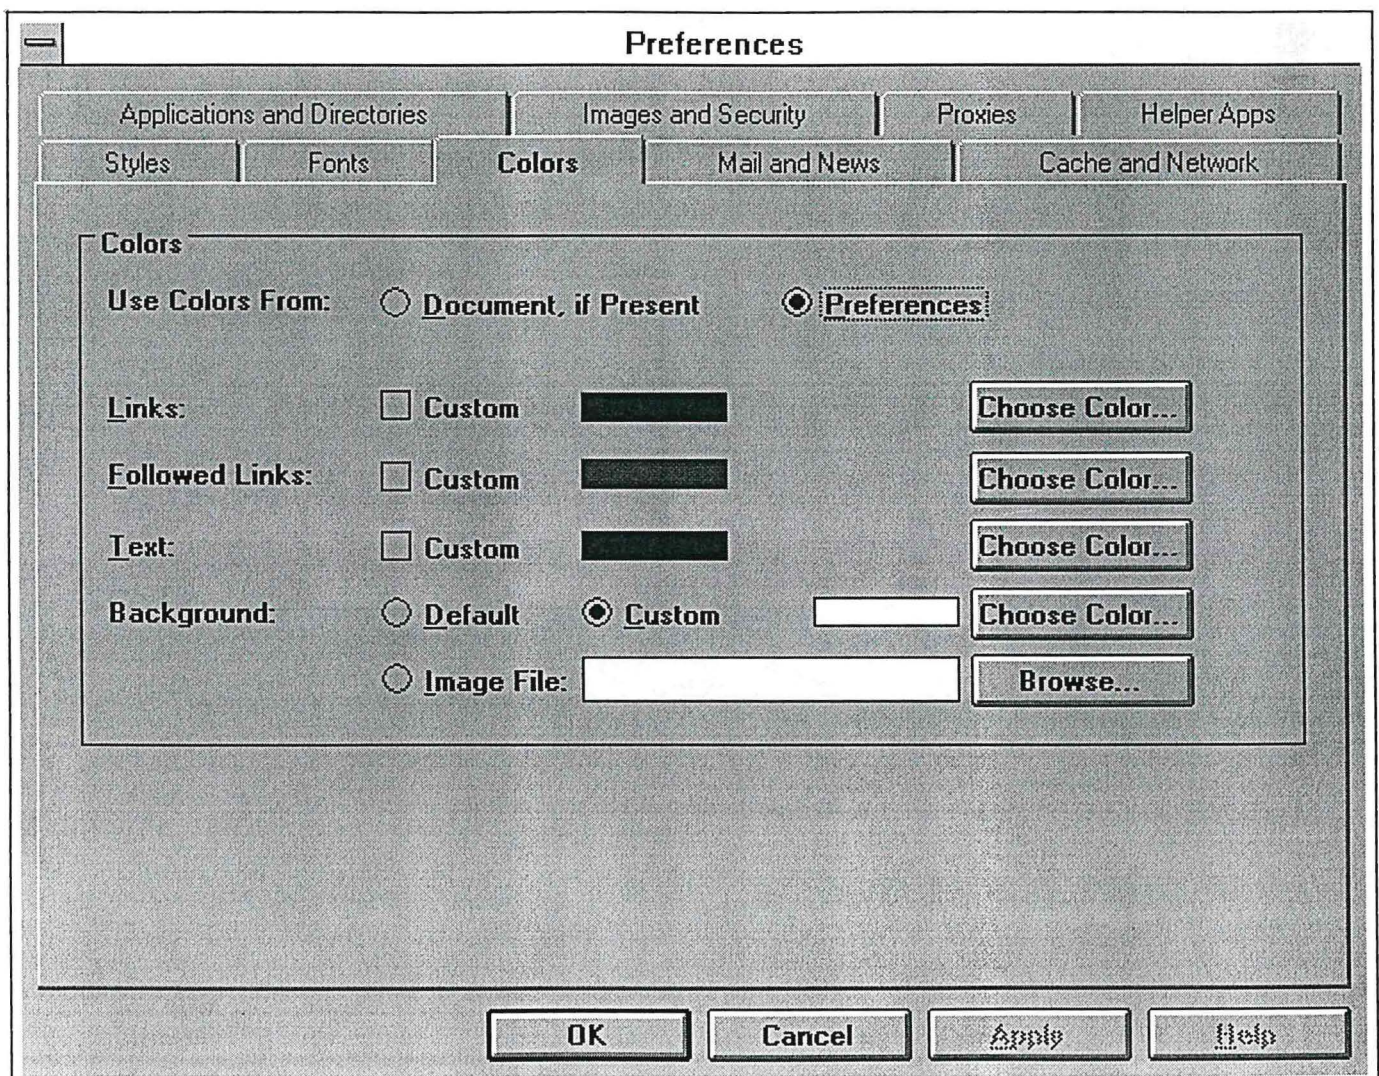 Preferences
Applications and Directories Images and Security Proxies Helper Apps
Styles Fonts Colors Mail and News Cache and Network
Colors
Use Colors From: Document, if Present Preferences
Links: Custom Choose Color...
Followed Links: Custom Choose Color...
Text: Custom Choose Color...
Background: Default Custom Choose Color...
Image File: Browse...
OK Cancel Apply Help